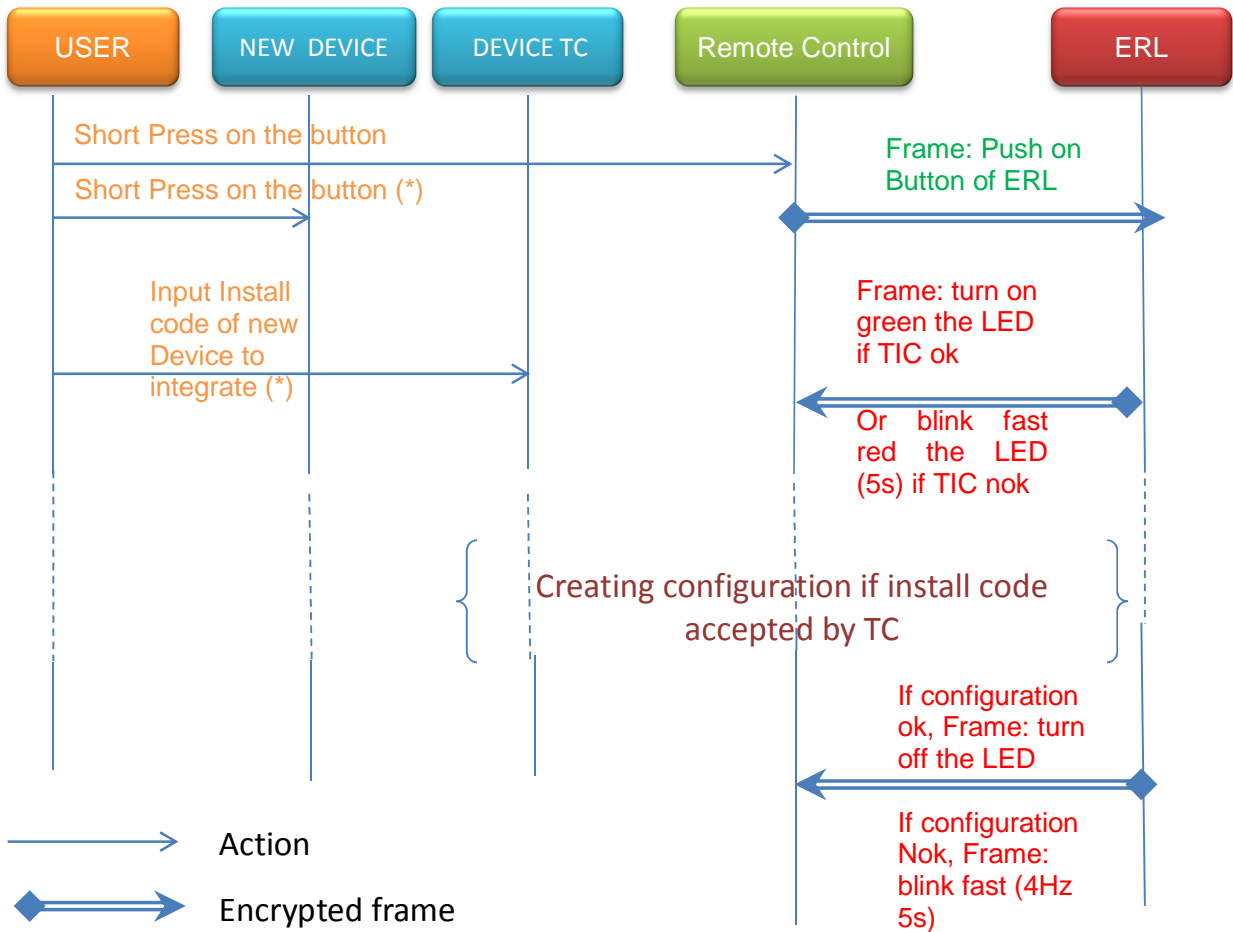 USER
NEW DEVICE
DEVICE TC
Remote Control
ERL
Short Press on the button
Frame: Push on
Button of ERL
Short Press on the button (*)
Input Install
code of new
Device to
integrate (*)
Frame: turn on
green the LED
if TIC ok
Or blink fast
red the LED
(5s) if TIC nok
Creating configuration if install code
accepted by TC
If configuration
ok, Frame: turn
off the LED
If configuration
Nok, Frame:
blink fast (4Hz
5s)
Action
Encrypted frame